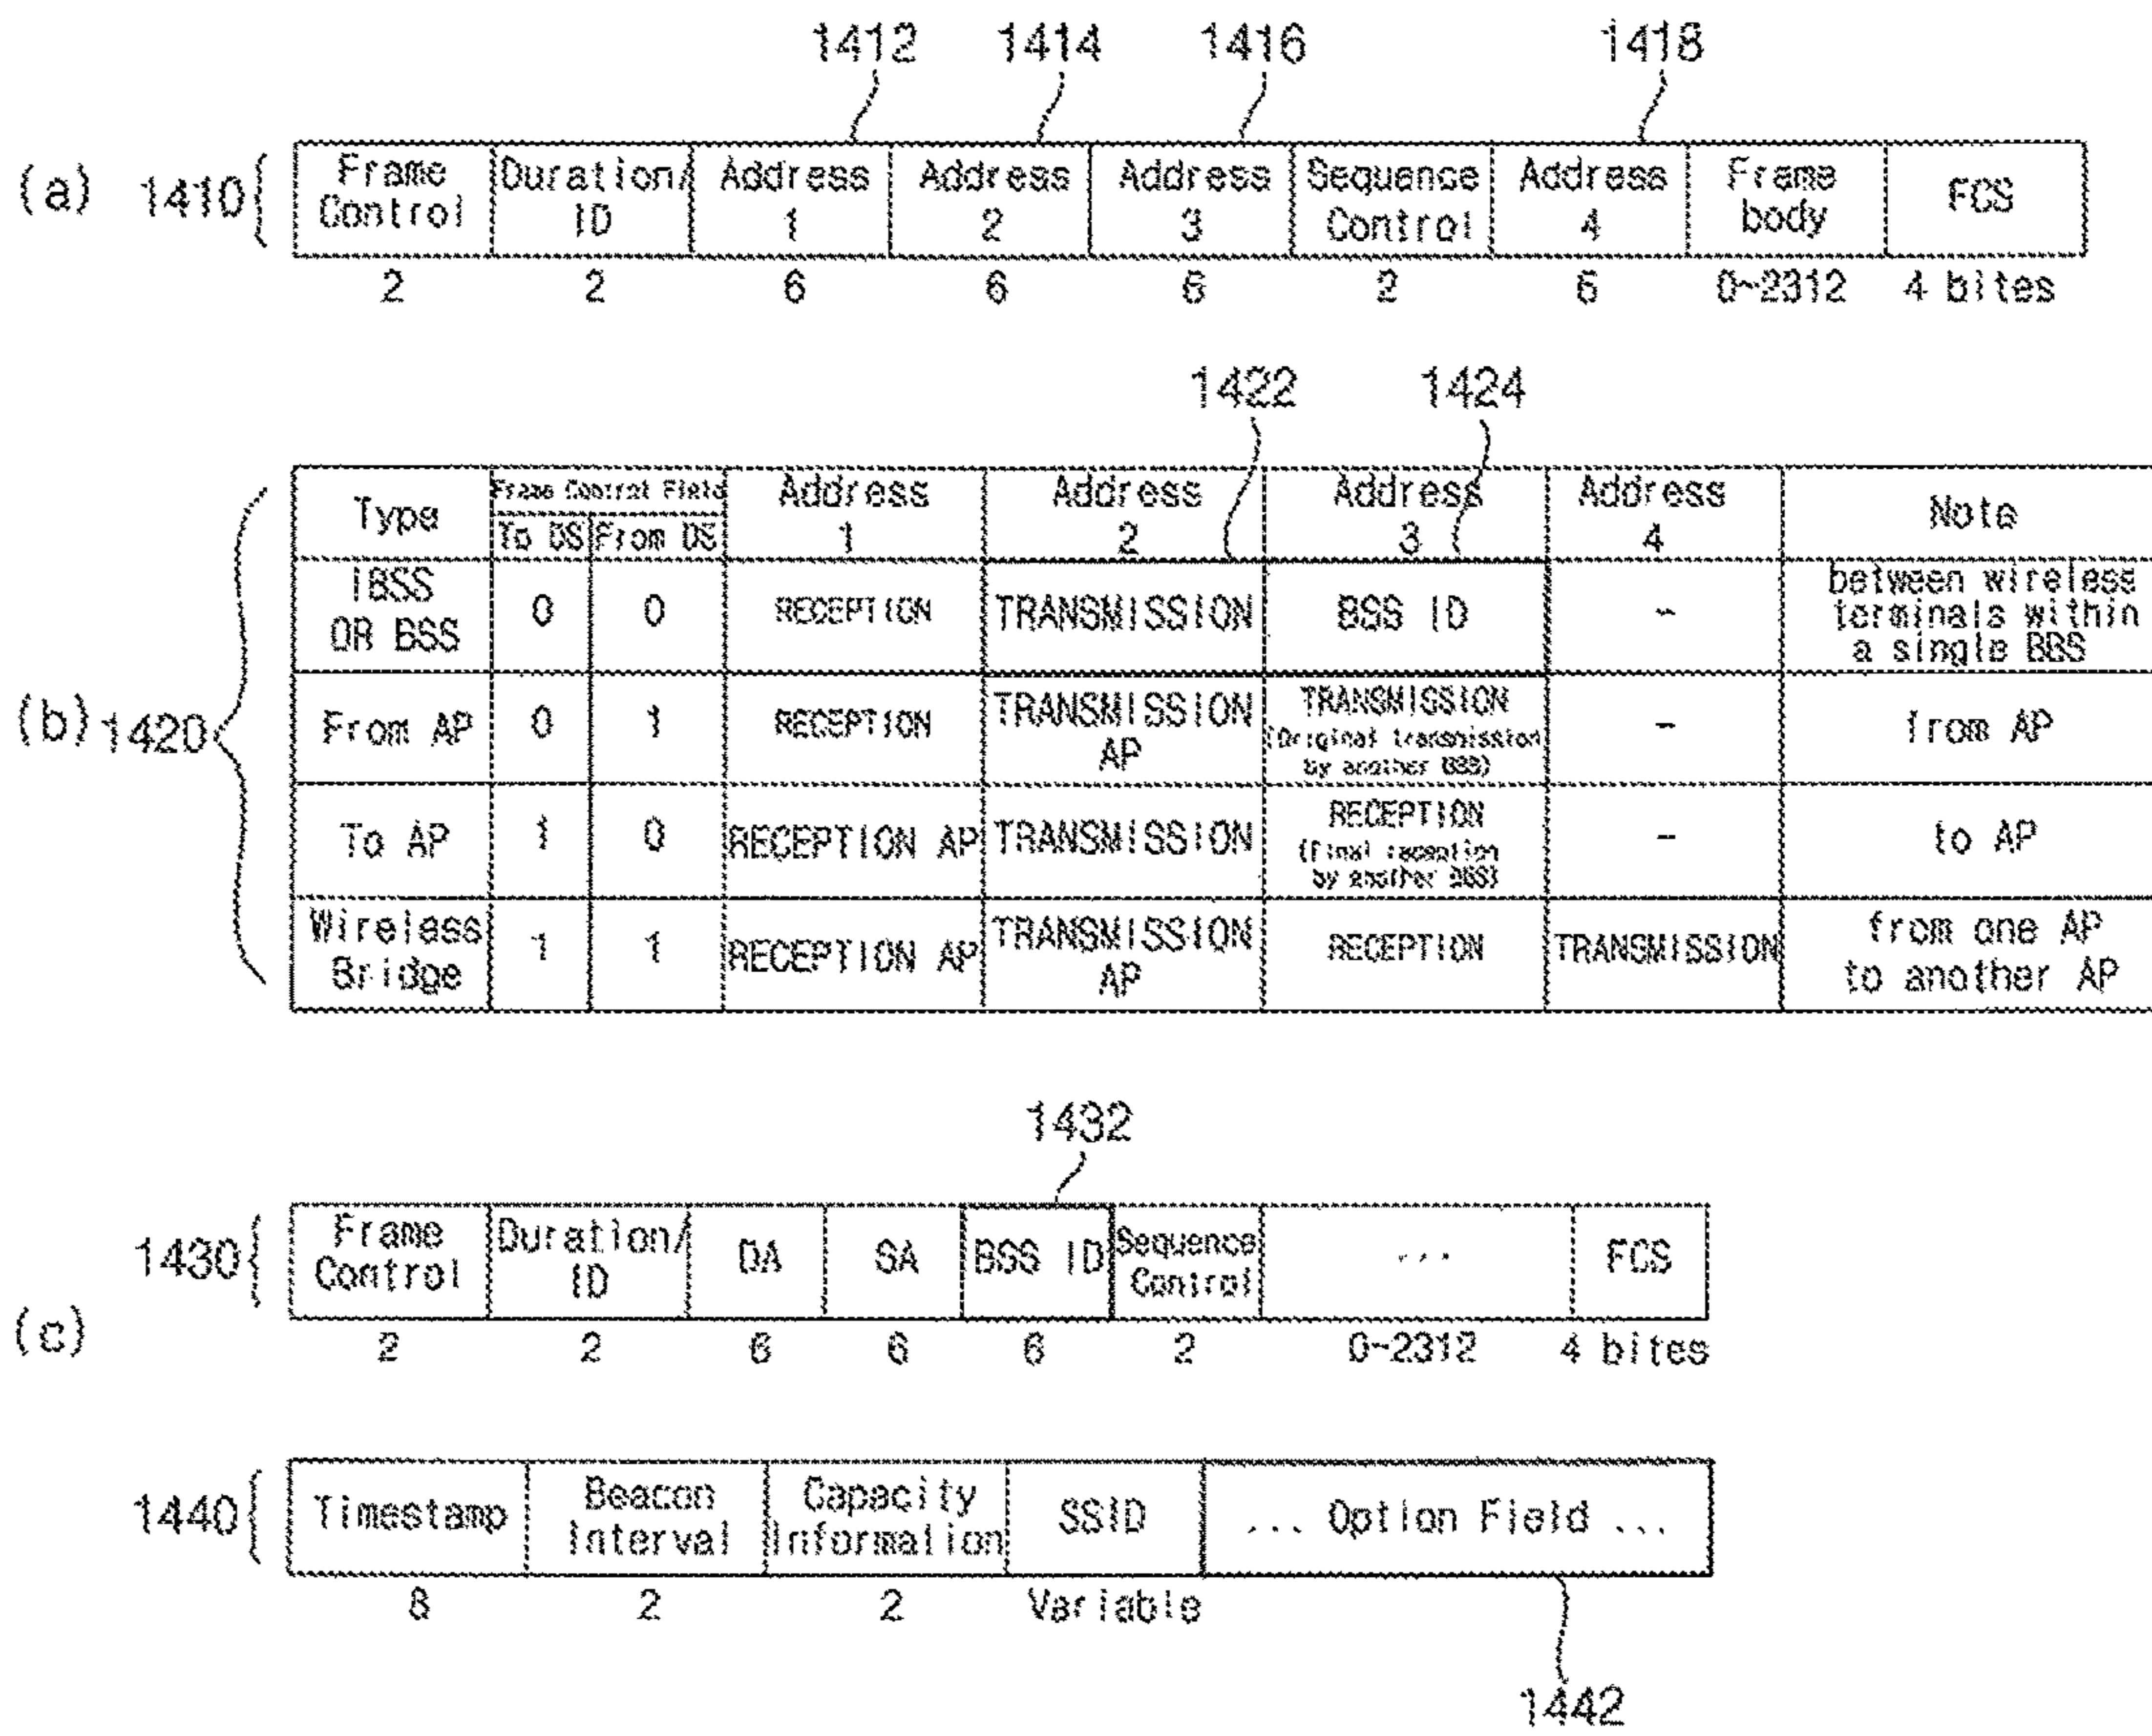 1412 1414 1416 1418
(a) 1410
Frame Control Duration/ID Address 1 Address 2 Address 3 Sequence Control Address 4 Frame body FCS
2 2 6 6 6 2 6 0~2312 4 bites
1422 1424
(b) 1420
Type Frame Control Field Address 1 Address 2 Address 3 Address 4 Note
To DS From DS
IBSS OR BSS 0 0 RECEPTION TRANSMISSION BSS ID - between wireless terminals within a single BBS
From AP 0 1 RECEPTION TRANSMISSION AP TRANSMISSION (Original transmission by another BSS) - from AP
To AP 1 0 RECEPTION AP TRANSMISSION RECEPTION (Final reception by another BSS) - to AP
Wireless Bridge 1 1 RECEPTION AP TRANSMISSION AP RECEPTION TRANSMISSION from one AP to another AP
1432
(c) 1430
Frame Control Duration/ID DA SA BSS ID Sequence Control ... FCS
2 2 6 6 6 2 0~2312 4 bites
1440
Timestamp Beacon Interval Capacity Information SSID ... Option Field ...
8 2 2 Variable
1442